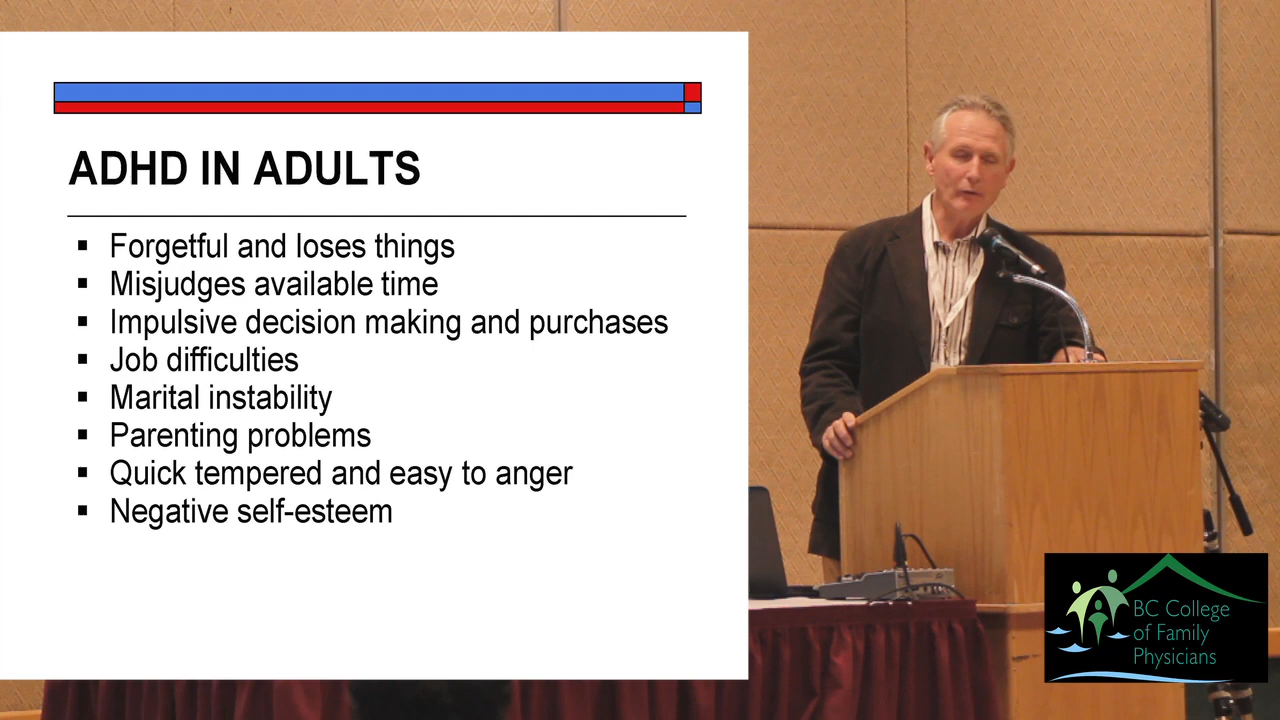 ADHD IN ADULTS
▪ Forgetful and loses things
▪ Misjudges available time
▪ Impulsive decision making and purchases
▪ Job difficulties
▪ Marital instability
▪ Parenting problems
▪ Quick tempered and easy to anger
▪ Negative self-esteem
BC College
of Family
Physicians